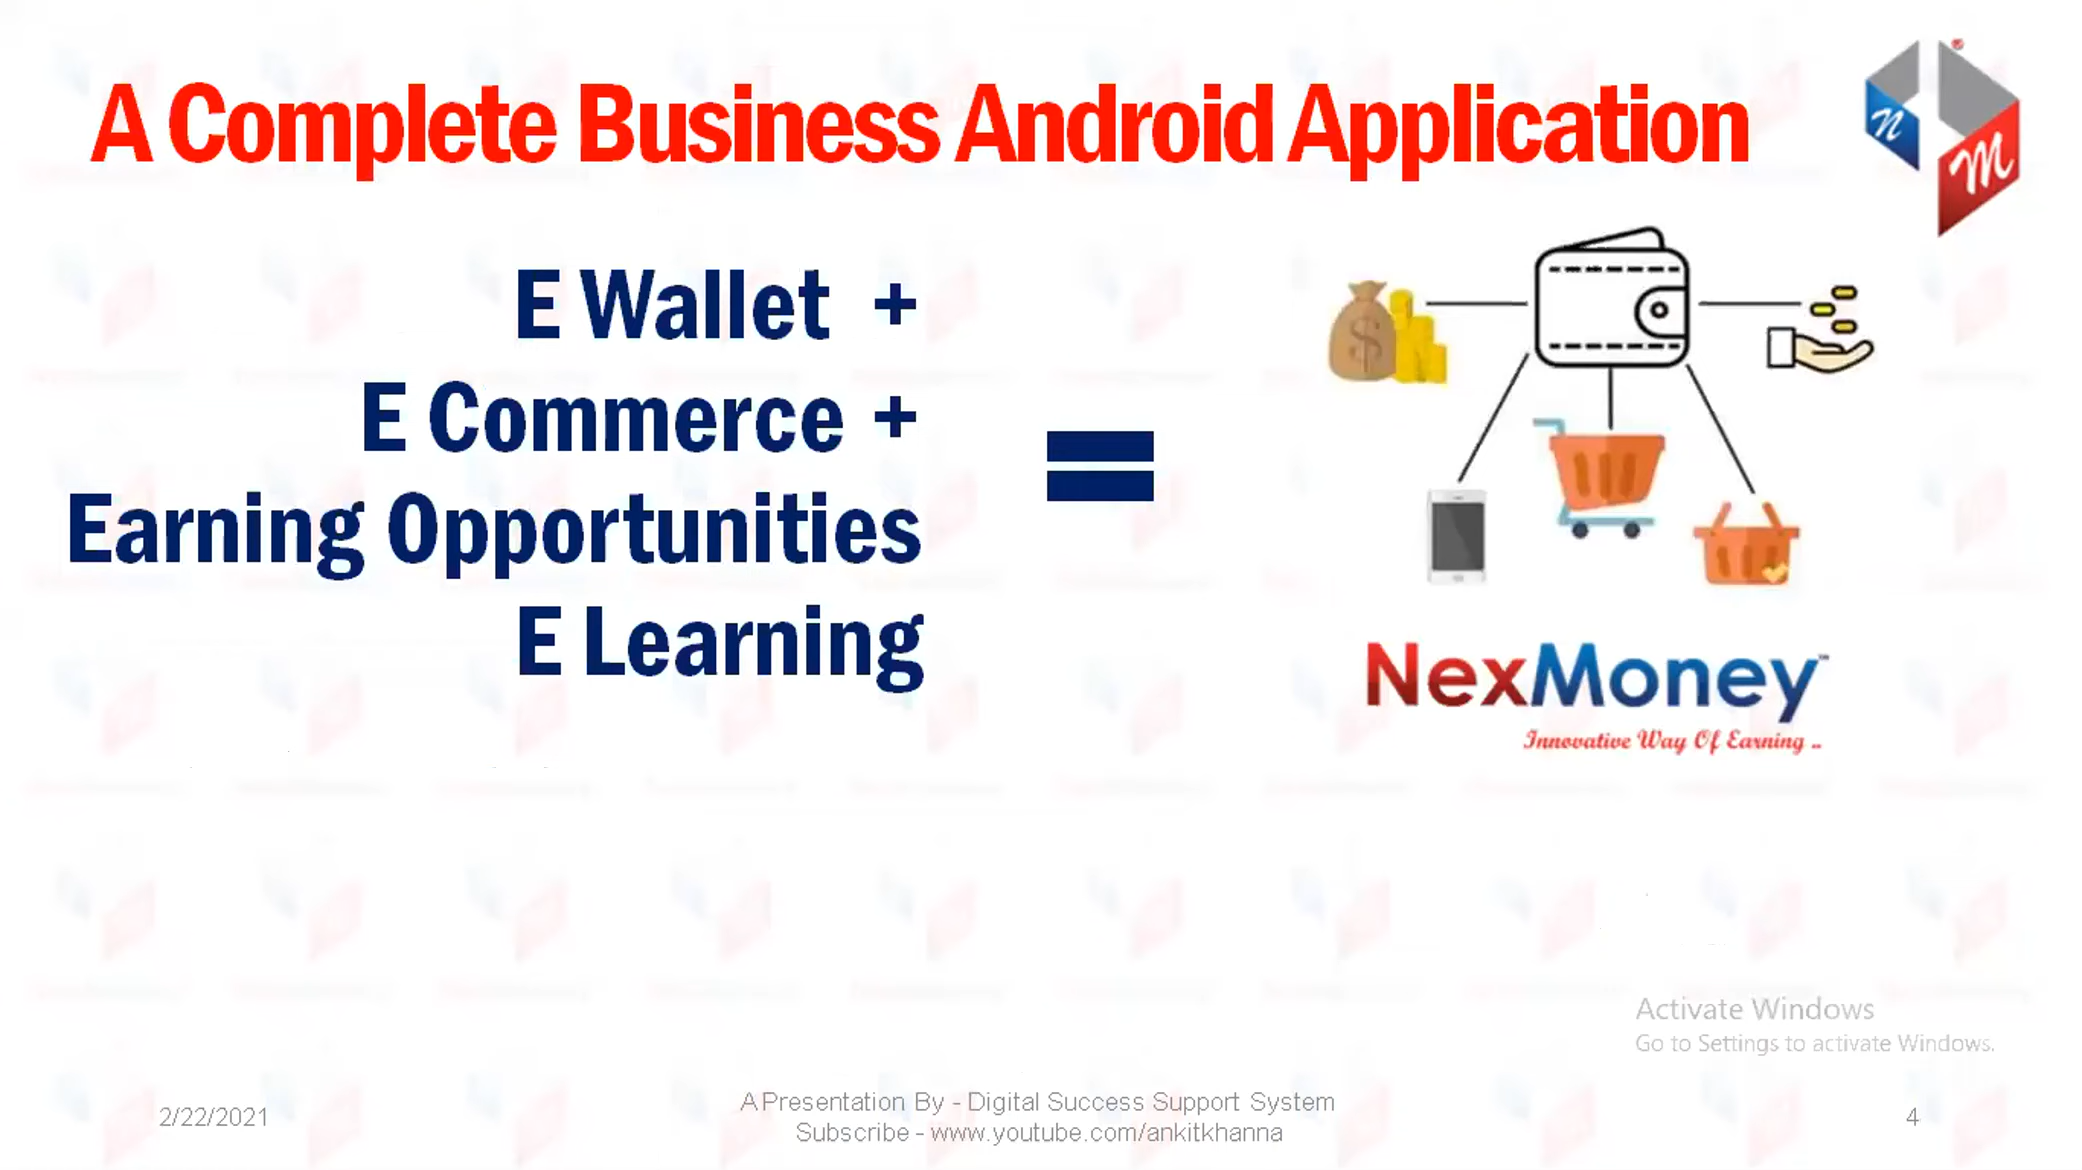 A Complete Business Android Application
n
m
E Wallet +
E Commerce +
Earning Opportunities
E Learning
=
$
NexMoney™
Innovative Way Of Earning ..
Activate Windows
Go to Settings to activate Windows.
2/22/2021
A Presentation By - Digital Success Support System
Subscribe - www.youtube.com/ankitkhanna
4